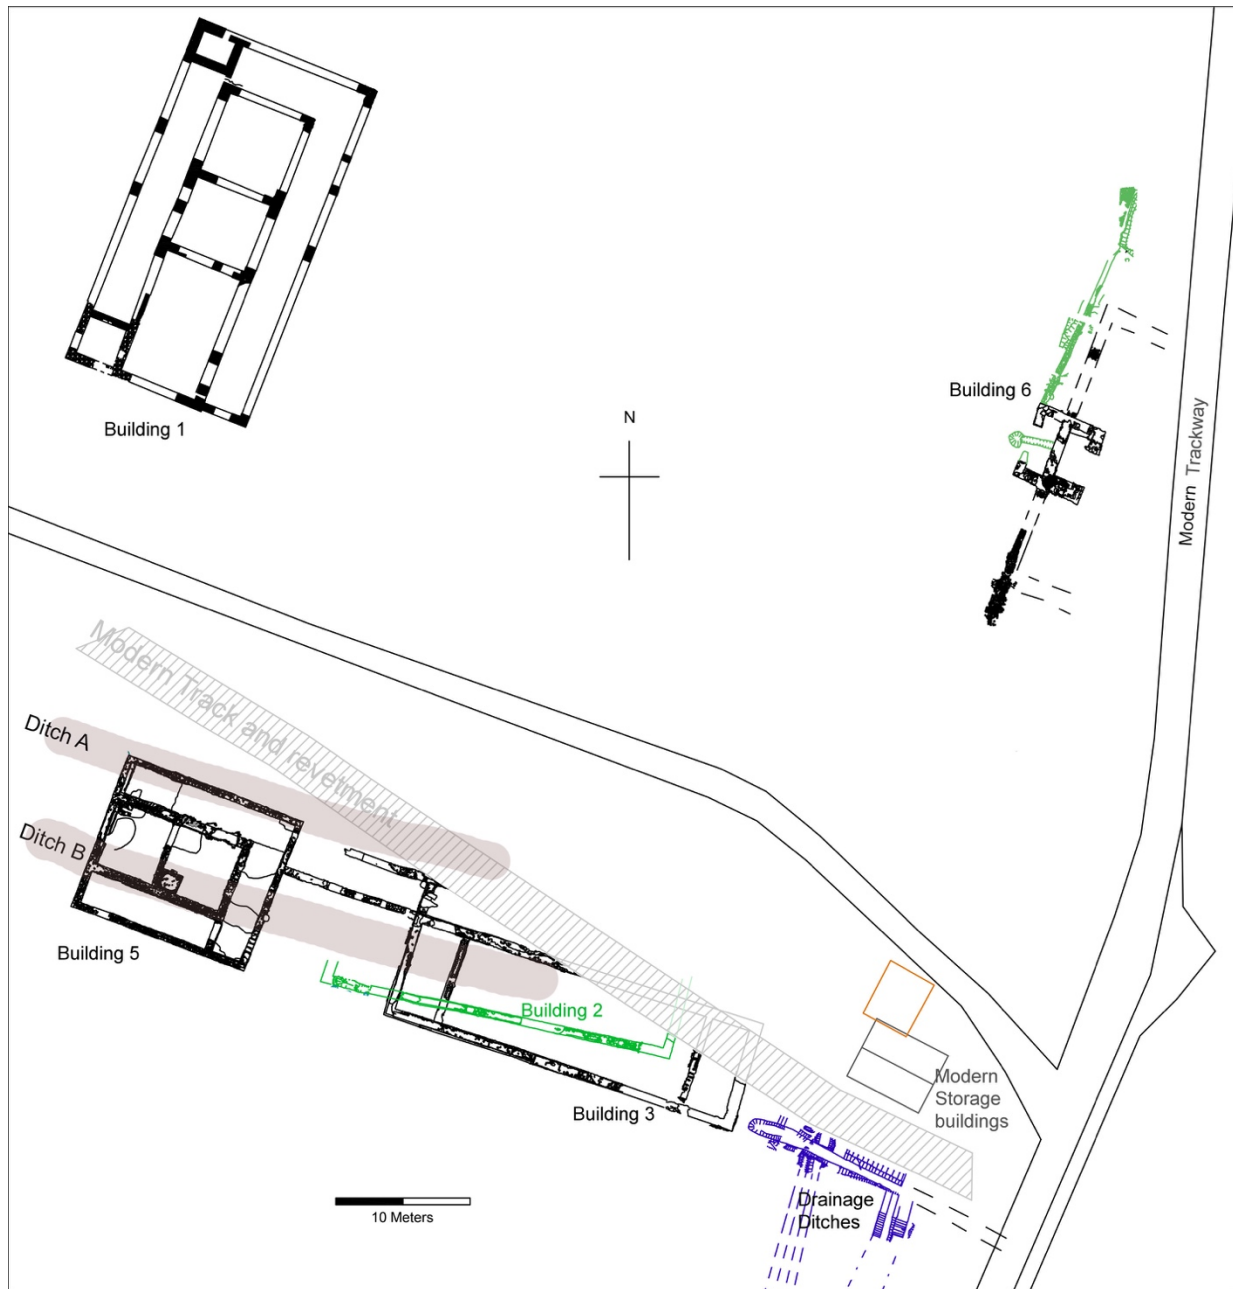 Building 1
N
Building 6
Modern Trackway
Modern Track and revetment
Ditch A
Ditch B
Building 5
Building 2
Building 3
Modern
Storage
buildings
Drainage
Ditches
10 Meters